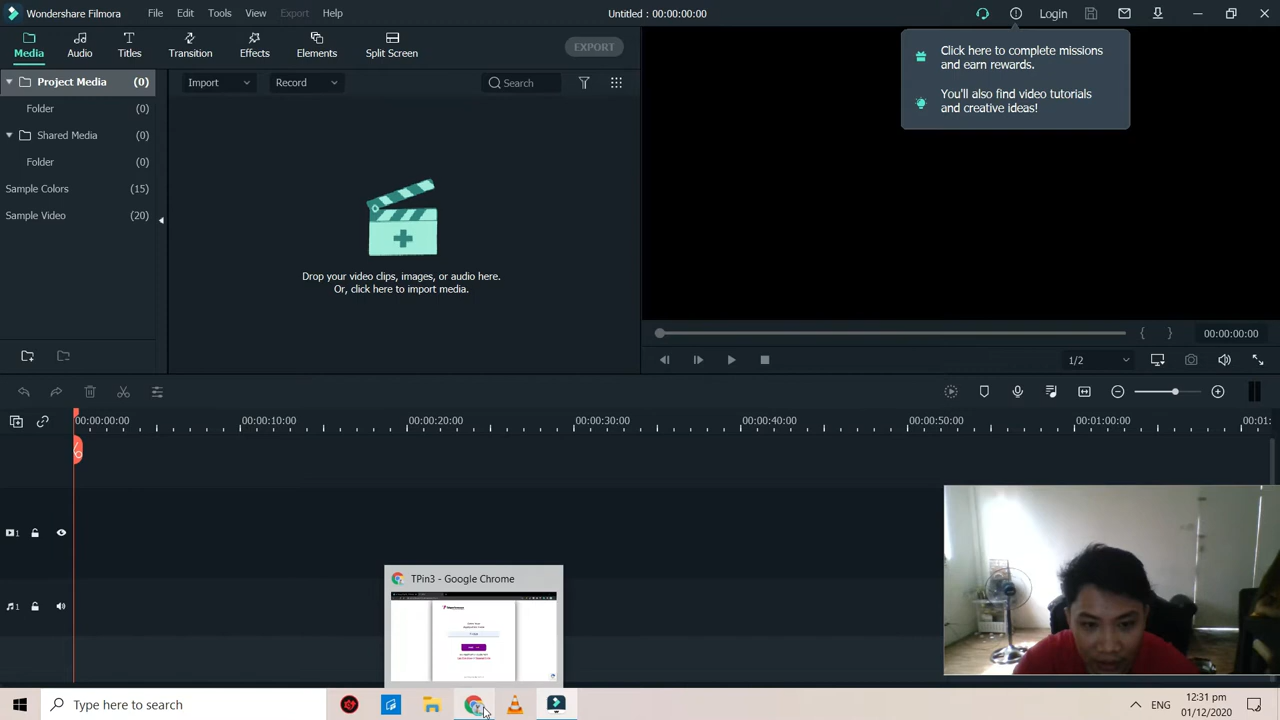 Wondershare Filmora
File
Edit
Tools
View
Export
Help
Untitled : 00:00:00:00
Login
Media
Audio
Titles
Transition
Effects
Elements
Split Screen
EXPORT
Click here to complete missions
and earn rewards.
You'll also find video tutorials
and creative ideas!
Project Media (0)
Folder (0)
Shared Media (0)
Folder (0)
Sample Colors (15)
Sample Video (20)
Import
Record
Search
Drop your video clips, images, or audio here.
Or, click here to import media.
00:00:00:00
1/2
00:00:00:00
00:00:10:00
00:00:20:00
00:00:30:00
00:00:40:00
00:00:50:00
00:01:00:00
00:01:
1
1
TPin3 - Google Chrome
Type here to search
ENG
12:31 pm
01/12/2020